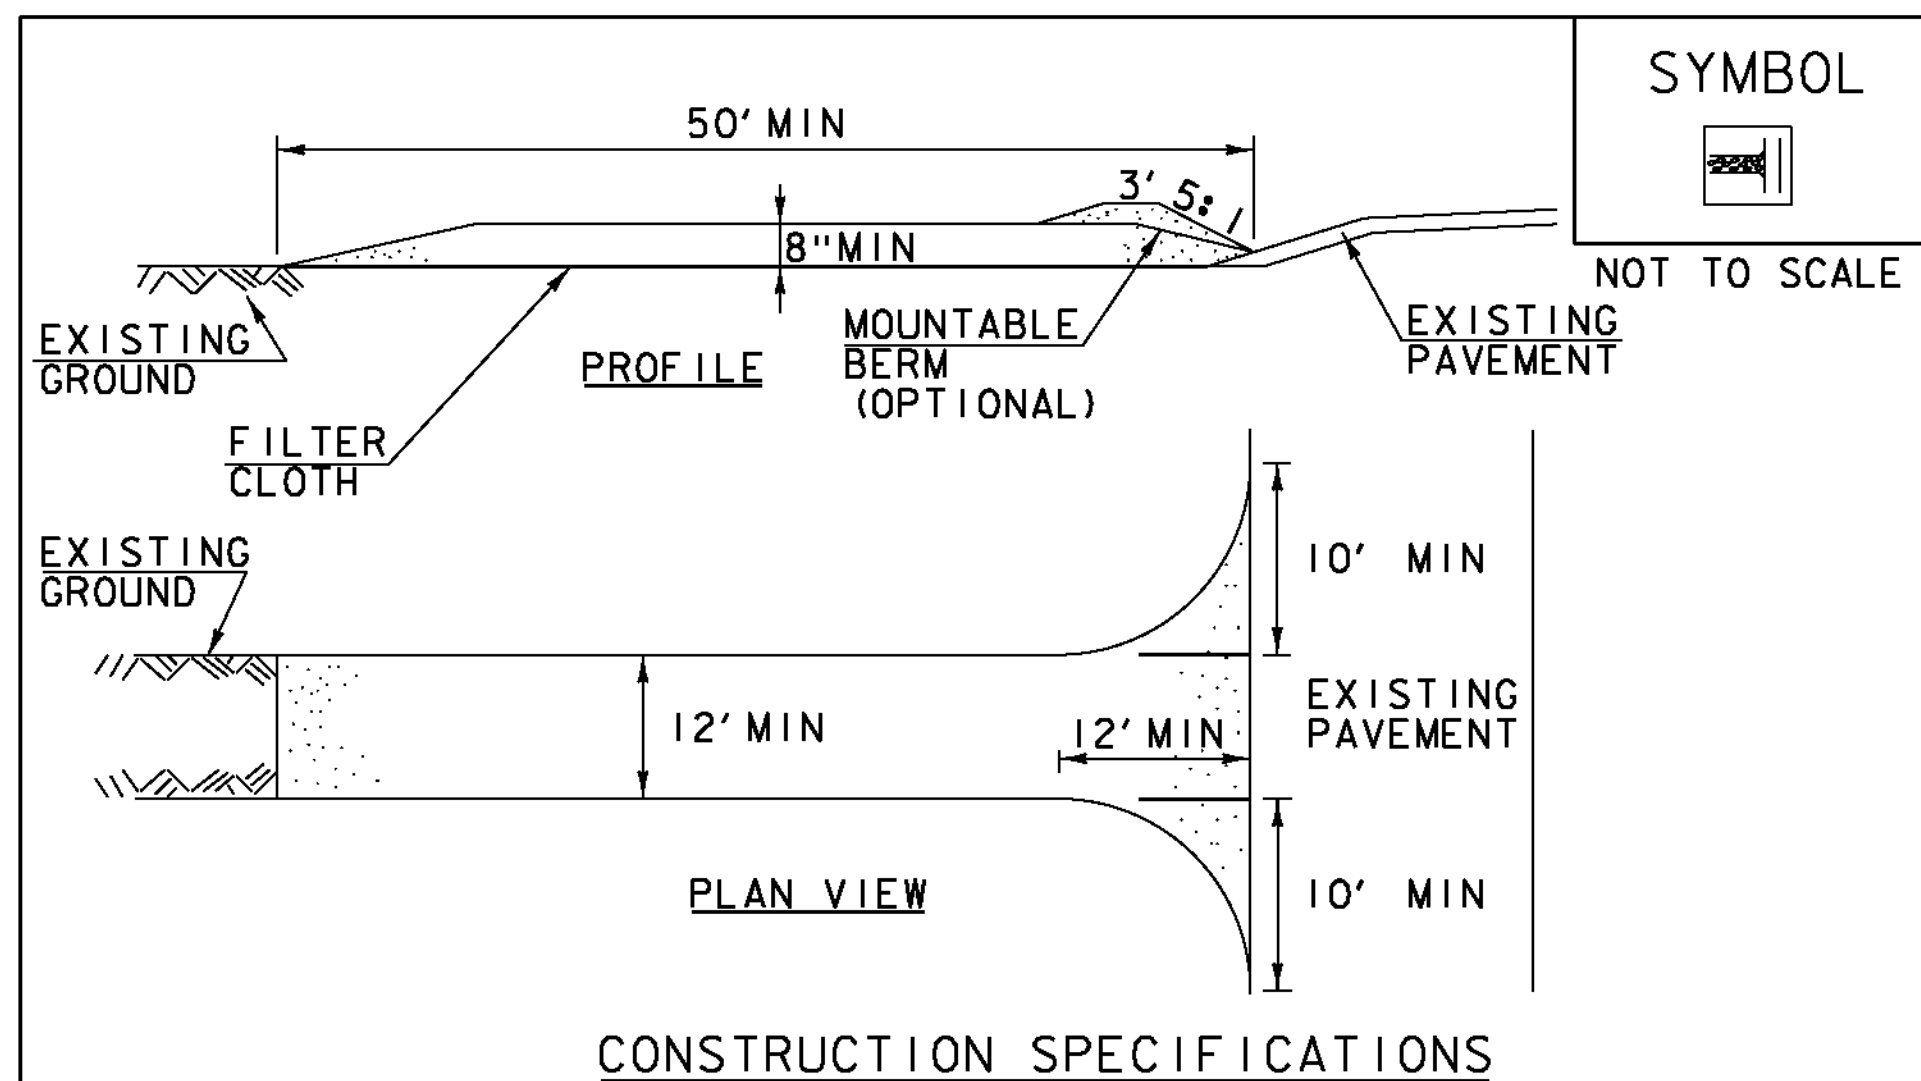 SYMBOL
NOT TO SCALE
50' MIN
3' 5:1
8" MIN
EXISTING
GROUND
PROFILE
MOUNTABLE
BERM
(OPTIONAL)
EXISTING
PAVEMENT
FILTER
CLOTH
EXISTING
GROUND
10' MIN
12' MIN
12' MIN
EXISTING
PAVEMENT
10' MIN
PLAN VIEW
CONSTRUCTION SPECIFICATIONS